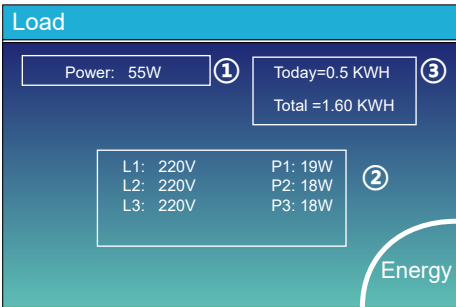 Load
Power: 55W ①
Today=0.5 KWH ③
Total =1.60 KWH
L1: 220V P1: 19W
L2: 220V P2: 18W ②
L3: 220V P3: 18W
Energy